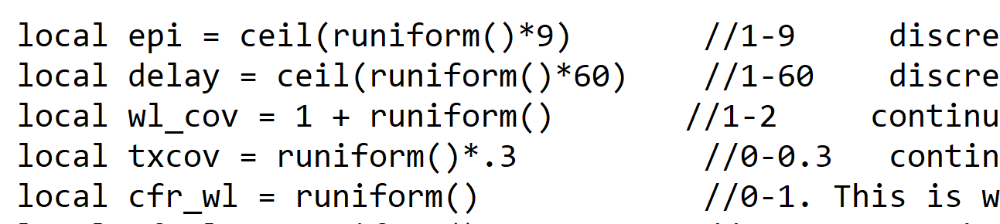 local epi = ceil(runiform()*9)       //1-9     discre
local delay = ceil(runiform()*60)    //1-60    discre
local wl_cov = 1 + runiform()       //1-2     continu
local txcov = runiform()*.3          //0-0.3   contin
local cfr_wl = runiform()            //0-1. This is w